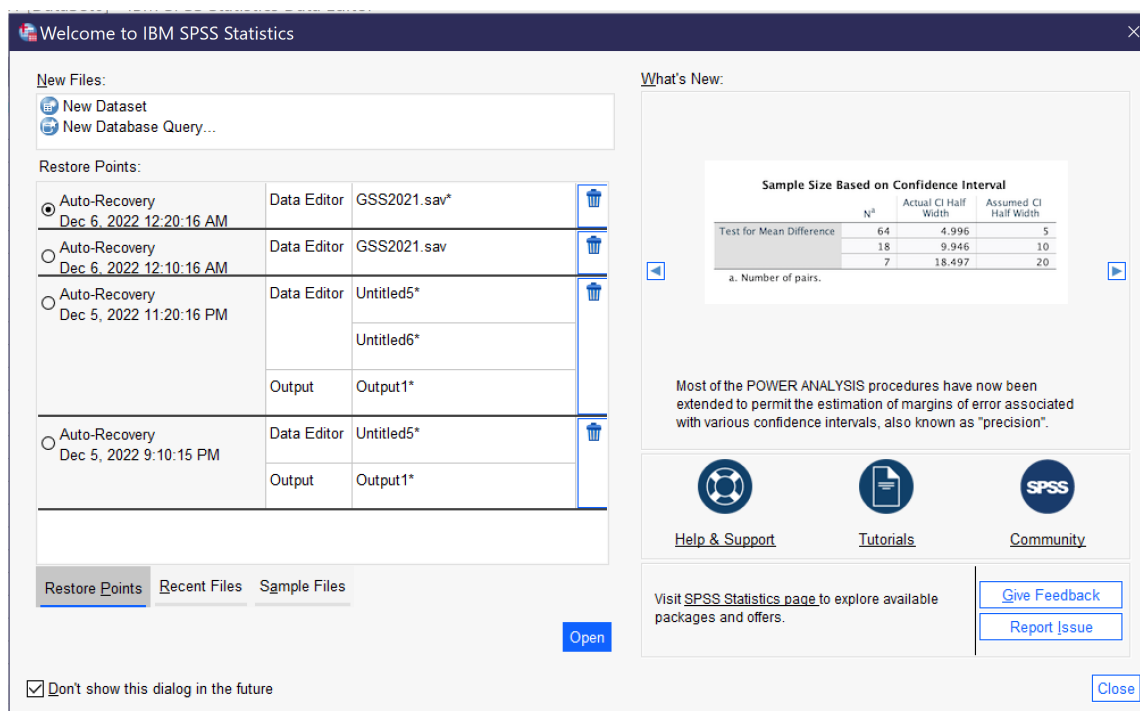 Welcome to IBM SPSS Statistics
New Files:
New Dataset
New Database Query...
Restore Points:
Auto-Recovery
Dec 6, 2022 12:20:16 AM
Data Editor
GSS2021.sav*
Auto-Recovery
Dec 6, 2022 12:10:16 AM
Data Editor
GSS2021.sav
Auto-Recovery
Dec 5, 2022 11:20:16 PM
Data Editor
Untitled5*
Untitled6*
Output
Output1*
Auto-Recovery
Dec 5, 2022 9:10:15 PM
Data Editor
Untitled5*
Output
Output1*
Restore Points
Recent Files
Sample Files
Open
Don't show this dialog in the future
What's New:
Sample Size Based on Confidence Interval
Nᵃ
Actual CI Half
Width
Assumed CI
Half Width
Test for Mean Difference 64 4.996 5
18 9.946 10
7 18.497 20
a. Number of pairs.
Most of the POWER ANALYSIS procedures have now been
extended to permit the estimation of margins of error associated
with various confidence intervals, also known as "precision".
SPSS
Help & Support
Tutorials
Community
Visit SPSS Statistics page to explore available
packages and offers.
Give Feedback
Report Issue
Close